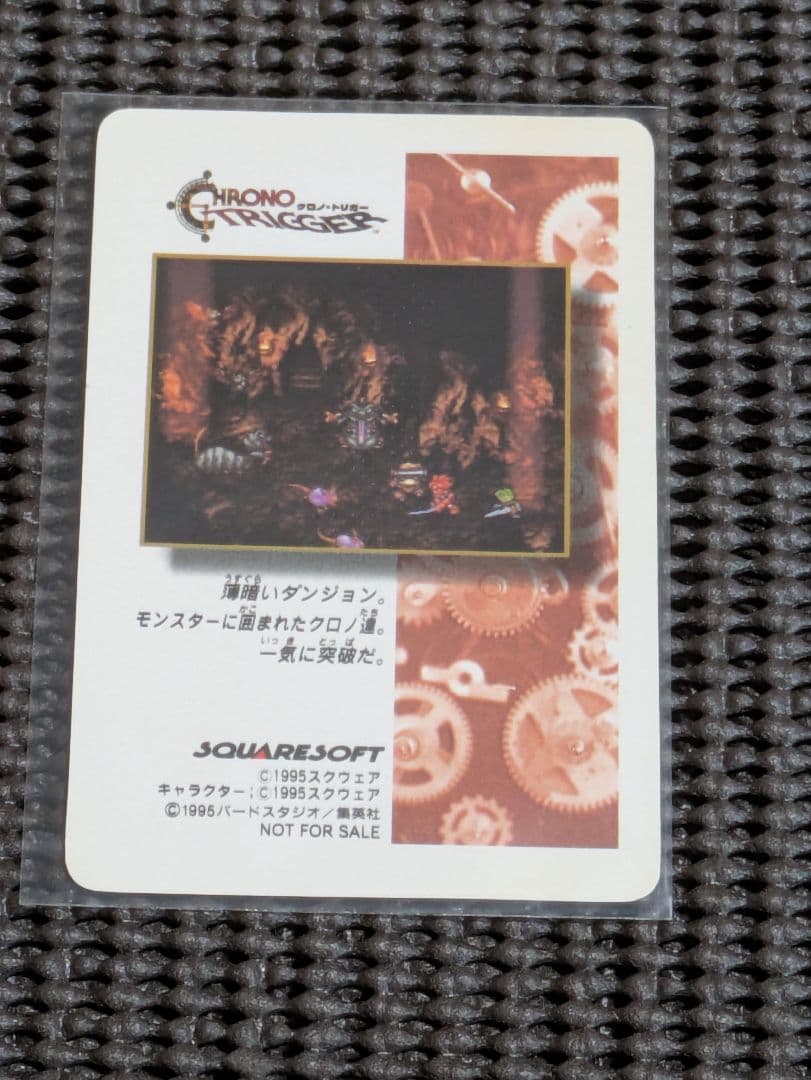 CHRONO
クロノ・トリガー
TRIGGER™
薄暗いダンジョン。
モンスターに囲まれたクロノ達。
一気に突破だ。
SQUARESOFT
©1995スクウェア
キャラクター：©1995スクウェア
©1995バードスタジオ／集英社
NOT FOR SALE